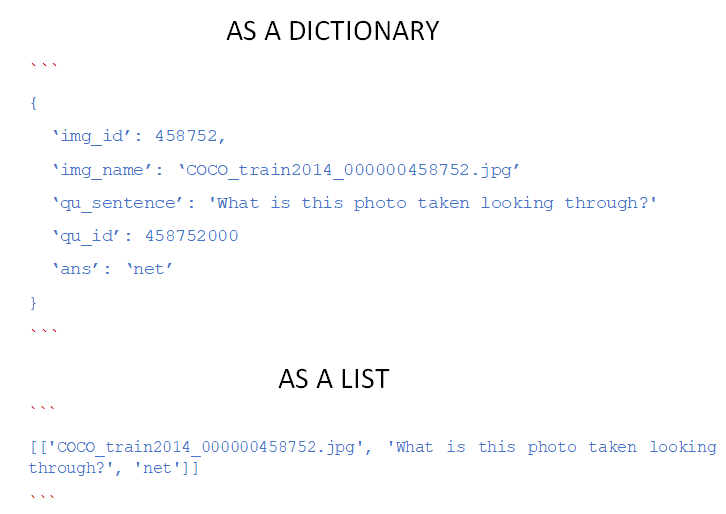 AS A DICTIONARY
```
{
‘img_id’: 458752,
‘img_name’: ‘COCO_train2014_000000458752.jpg’
‘qu_sentence’: 'What is this photo taken looking through?'
‘qu_id’: 458752000
‘ans’: ‘net’
}
```
AS A LIST
```
[['COCO_train2014_000000458752.jpg', 'What is this photo taken looking
through?', 'net']]
```